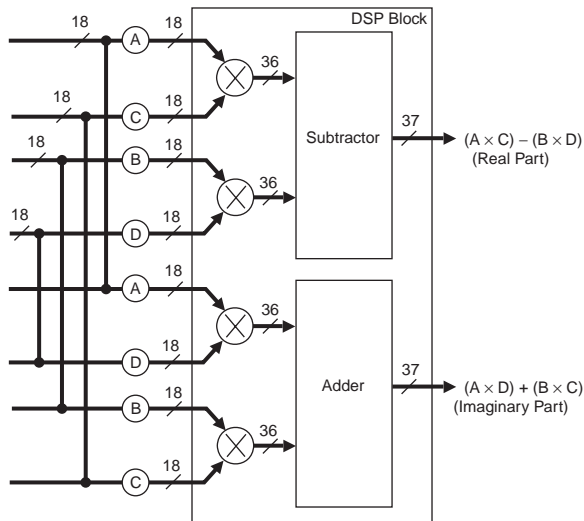 DSP Block
18
A
18
36
18
C
18
Subtractor
37
(A × C) – (B × D)
(Real Part)
18
B
18
36
18
D
18
A
18
36
D
18
Adder
37
(A × D) + (B × C)
(Imaginary Part)
B
18
36
C
18